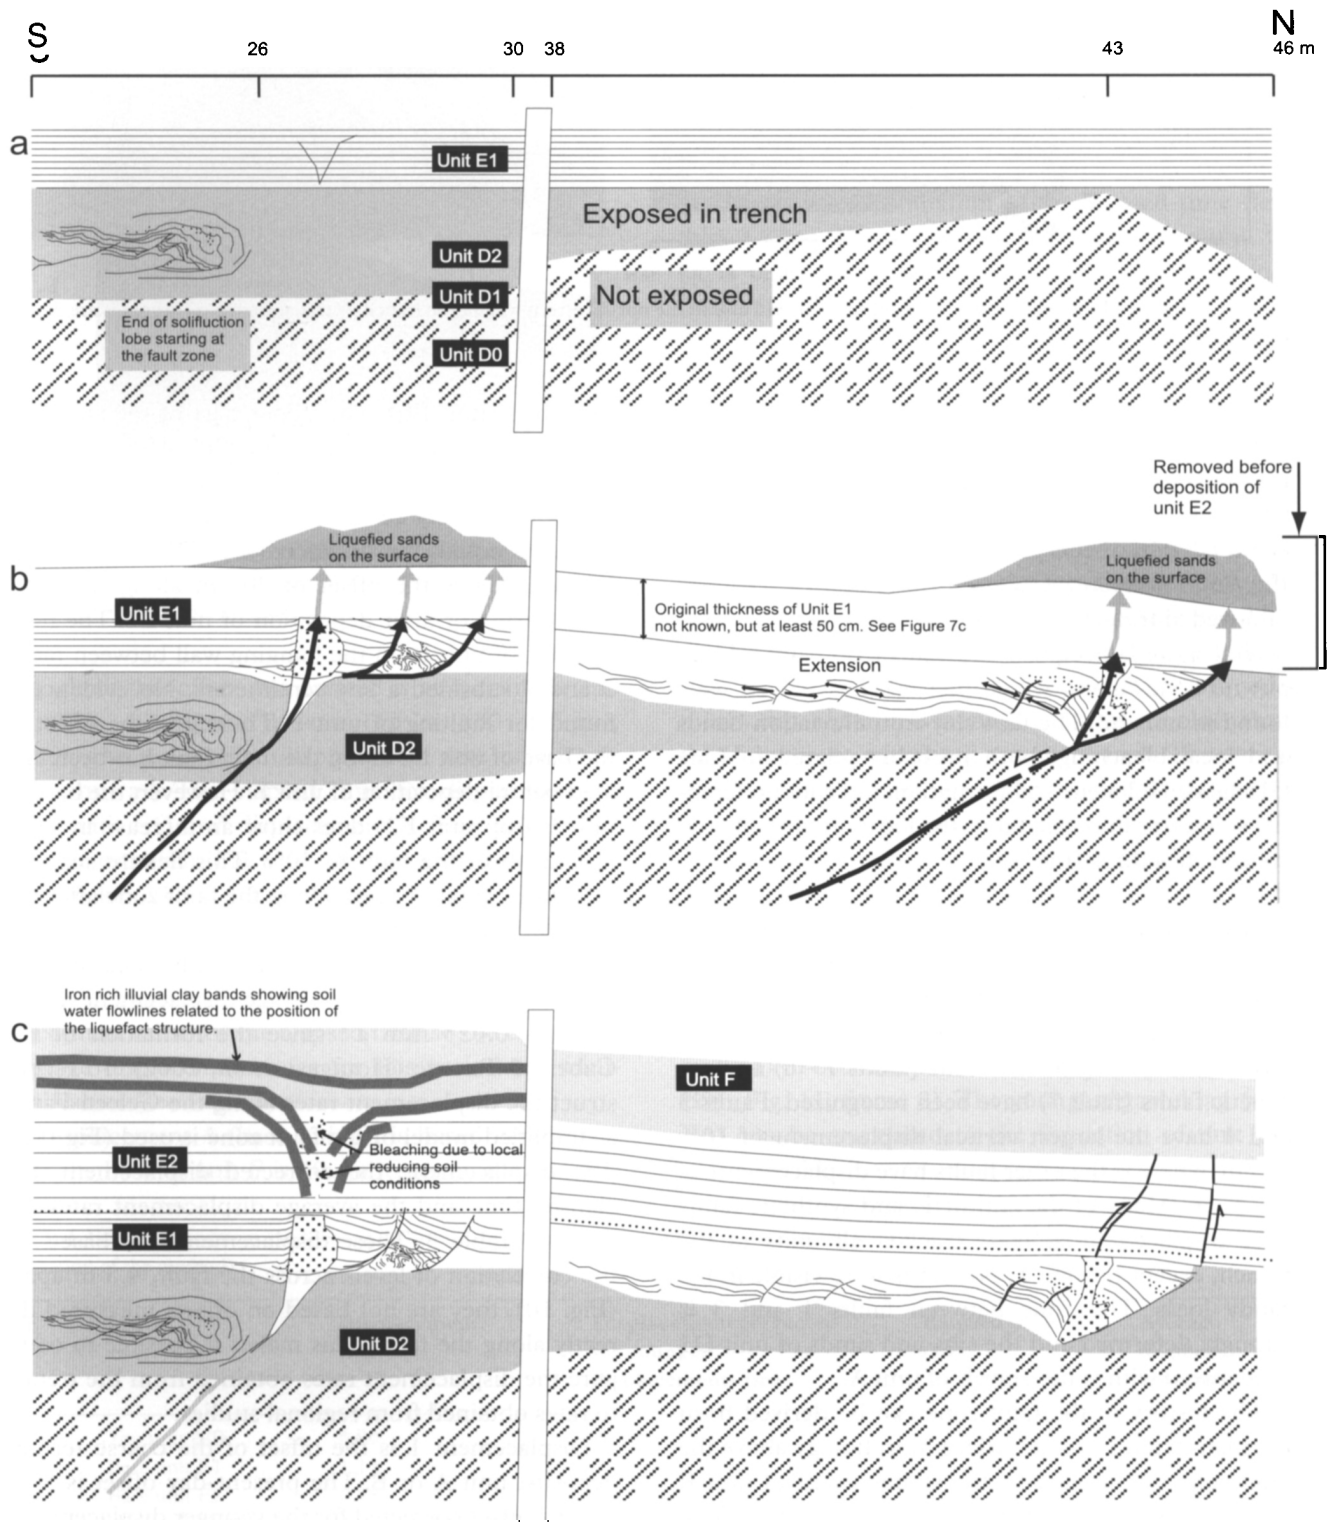 S N
26 30 38 43 46 m
a
Unit E1
Exposed in trench
Unit D2
Unit D1
Not exposed
End of solifluction
lobe starting at
the fault zone
Unit D0
Removed before
deposition of
unit E2
b
Liquefied sands
on the surface
Liquefied sands
on the surface
Unit E1
Original thickness of Unit E1
not known, but at least 50 cm. See Figure 7c
Extension
Unit D2
Iron rich illuvial clay bands showing soil
water flowlines related to the position of
the liquefact structure.
c
Unit F
Unit E2
Bleaching due to local
reducing soil
conditions
Unit E1
Unit D2